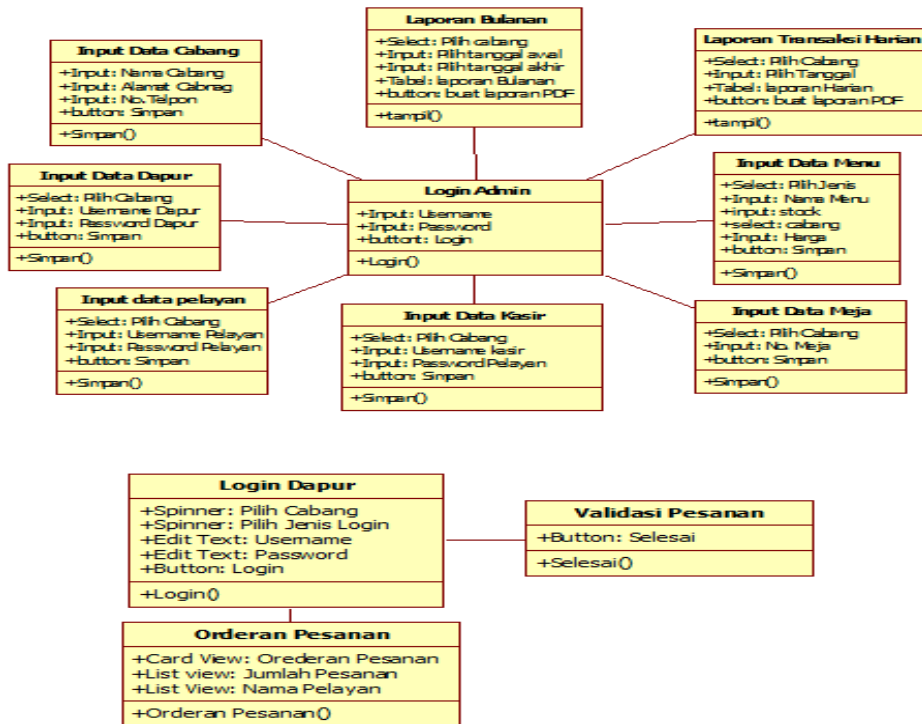 Input Data Cabang
+Input: Nama Cabang
+Input: Alamat Cabnag
+Input: No. Telpon
+button: Simpan
+Simpan()
Laporan Bulanan
+Select: Pilih cabang
+Input: Pilih tanggal awal
+Input: Pilih tanggal akhir
+Tabel: laporan Bulanan
+button: buat laporan PDF
+tampil()
Laporan Transaksi Harian
+Select: Pilih Cabang
+Input: Pilih Tanggal
+Tabel: laporan Harian
+button: buat laporan PDF
+tampil()
Input Data Dapur
+Select: Pilih Cabang
+Input: Username Dapur
+Input: Password Dapur
+button: Simpan
+Simpan()
Login Admin
+Input: Username
+Input: Password
+buttont: Login
+Login()
Input Data Menu
+Select: Pilih Jenis
+Input: Nama Menu
+input: stock
+select: cabang
+Input: Harga
+button: Simpan
+Simpan()
Input data pelayan
+Select: Pilih Cabang
+Input: Username Pelayan
+Input: Password Pelayan
+button: Simpan
+Simpan()
Input Data Kasir
+Select: Pilih Cabang
+Input: Username kasir
+Input: Password Pelayan
+button: Simpan
+Simpan()
Input Data Meja
+Select: Pilih Cabang
+Input: No. Meja
+button: Simpan
+Simpan()
Login Dapur
+Spinner: Pilih Cabang
+Spinner: Pilih Jenis Login
+Edit Text: Username
+Edit Text: Password
+Button: Login
+Login()
Validasi Pesanan
+Button: Selesai
+Selesai()
Orderan Pesanan
+Card View: Orederan Pesanan
+List view: Jumlah Pesanan
+List View: Nama Pelayan
+Orderan Pesanan()